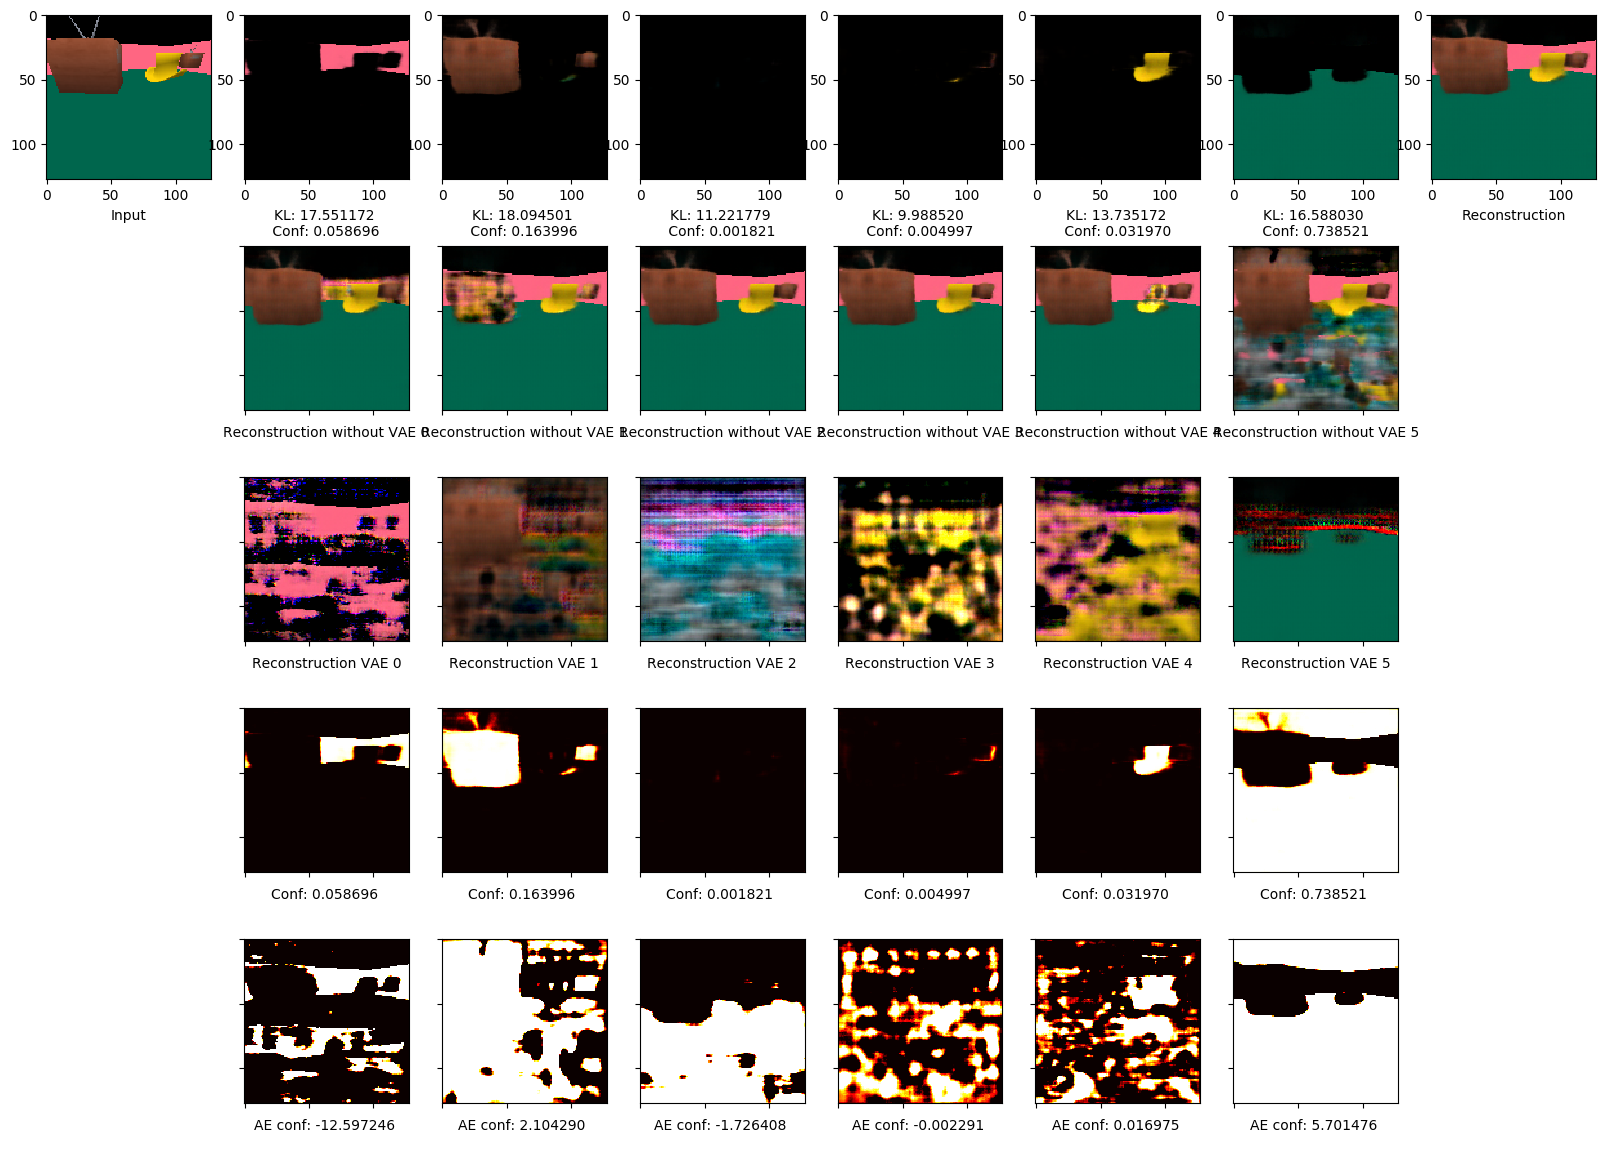 0
50
100
0 50 100
Input
0
50
100
0 50 100
KL: 17.551172
Conf: 0.058696
0
50
100
0 50 100
KL: 18.094501
Conf: 0.163996
0
50
100
0 50 100
KL: 11.221779
Conf: 0.001821
0
50
100
0 50 100
KL: 9.988520
Conf: 0.004997
0
50
100
0 50 100
KL: 13.735172
Conf: 0.031970
0
50
100
0 50 100
KL: 16.588030
Conf: 0.738521
0
50
100
0 50 100
Reconstruction
Reconstruction without VAE 0
Reconstruction without VAE 1
Reconstruction without VAE 2
Reconstruction without VAE 3
Reconstruction without VAE 4
Reconstruction without VAE 5
Reconstruction VAE 0
Reconstruction VAE 1
Reconstruction VAE 2
Reconstruction VAE 3
Reconstruction VAE 4
Reconstruction VAE 5
Conf: 0.058696
Conf: 0.163996
Conf: 0.001821
Conf: 0.004997
Conf: 0.031970
Conf: 0.738521
AE conf: -12.597246
AE conf: 2.104290
AE conf: -1.726408
AE conf: -0.002291
AE conf: 0.016975
AE conf: 5.701476